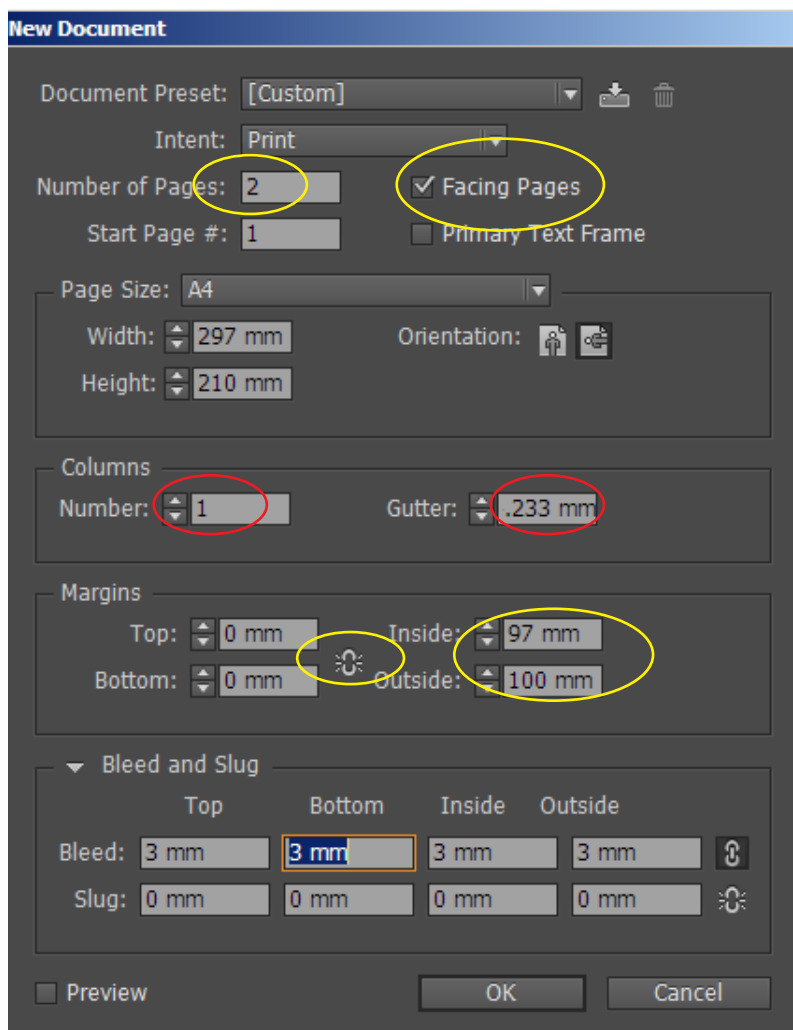 New Document
Document Preset: [Custom]
Intent: Print
Number of Pages: 2 Facing Pages
Start Page #: 1 Primary Text Frame
Page Size: A4
Width: 297 mm Orientation:
Height: 210 mm
Columns
Number: 1 Gutter: .233 mm
Margins
Top: 0 mm Inside: 97 mm
Bottom: 0 mm Outside: 100 mm
Bleed and Slug
Top Bottom Inside Outside
Bleed: 3 mm 3 mm 3 mm 3 mm
Slug: 0 mm 0 mm 0 mm 0 mm
Preview OK Cancel